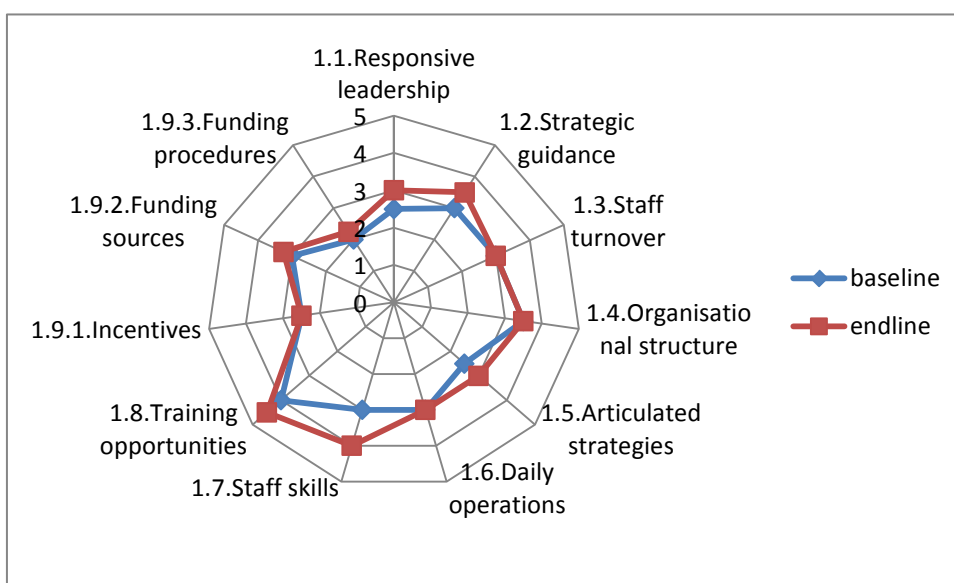 1.1.Responsive
leadership
1.2.Strategic
guidance
1.3.Staff
turnover
1.4.Organisatio
nal structure
1.5.Articulated
strategies
1.6.Daily
operations
1.7.Staff skills
1.8.Training
opportunities
1.9.1.Incentives
1.9.2.Funding
sources
1.9.3.Funding
procedures
5
4
3
2
1
0
baseline
endline